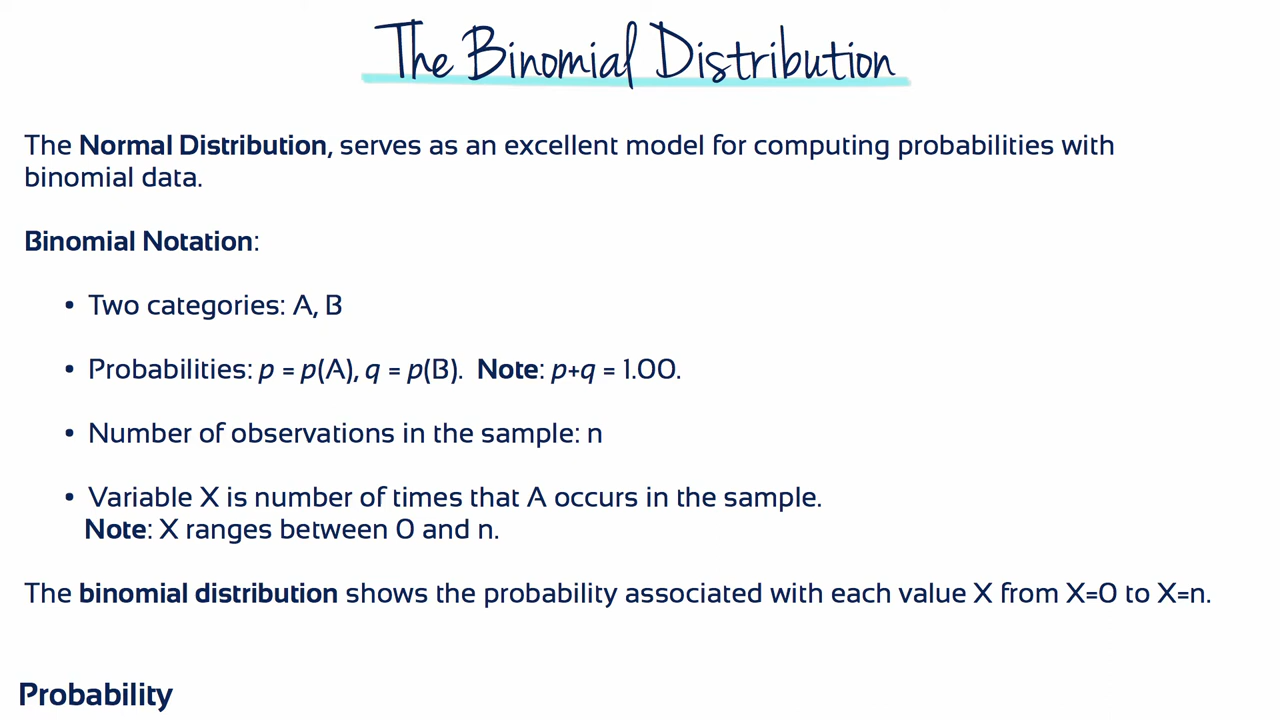 The Binomial Distribution
The Normal Distribution, serves as an excellent model for computing probabilities with
binomial data.
Binomial Notation:
• Two categories: A, B
• Probabilities: p = p(A), q = p(B). Note: p+q = 1.00.
• Number of observations in the sample: n
• Variable X is number of times that A occurs in the sample.
Note: X ranges between 0 and n.
The binomial distribution shows the probability associated with each value X from X=0 to X=n.
Probability